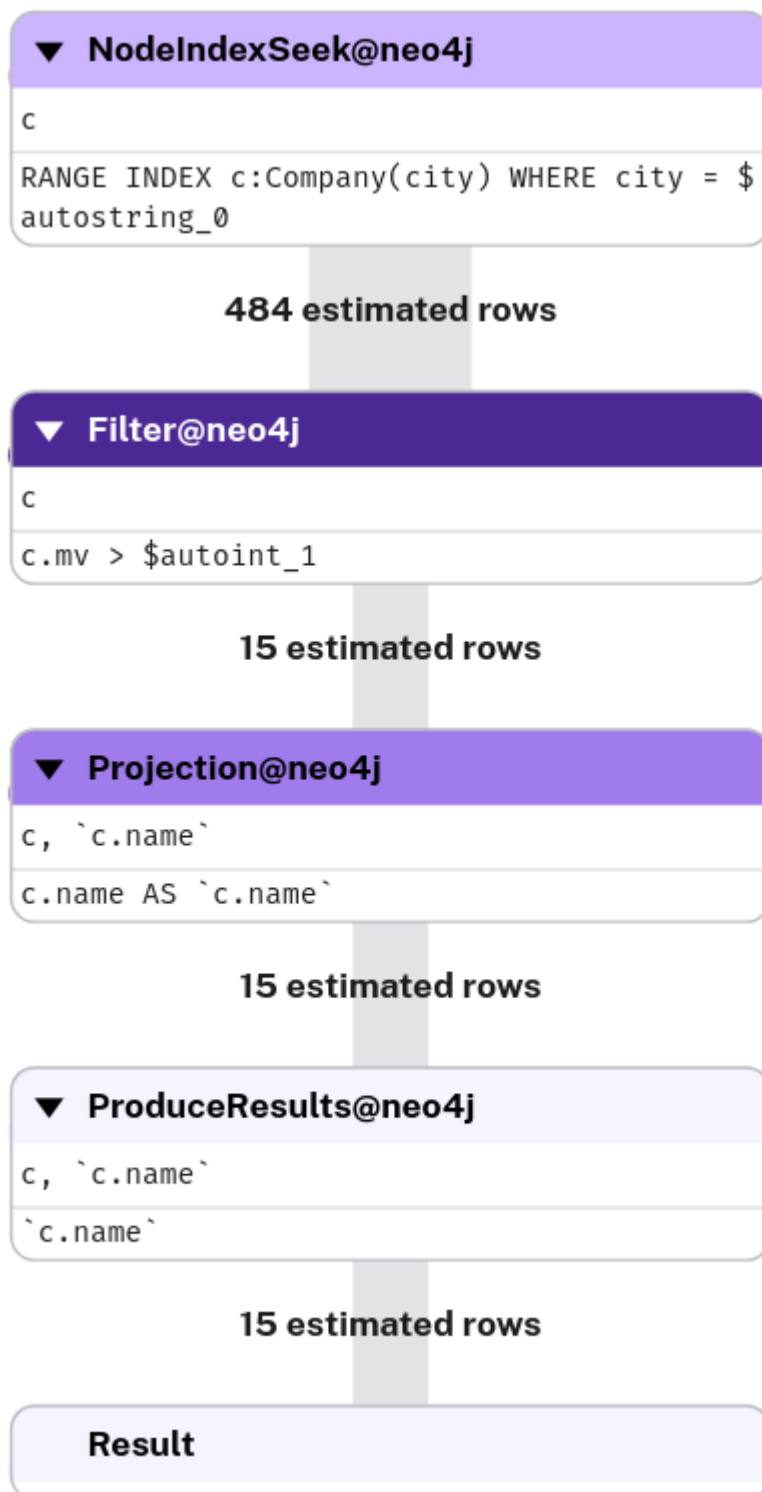 NodeIndexSeek@neo4j
c
RANGE INDEX c:Company(city) WHERE city = $
autostring_0
484 estimated rows
Filter@neo4j
c
c.mv > $autoint_1
15 estimated rows
Projection@neo4j
c, `c.name`
c.name AS `c.name`
15 estimated rows
ProduceResults@neo4j
c, `c.name`
`c.name`
15 estimated rows
Result